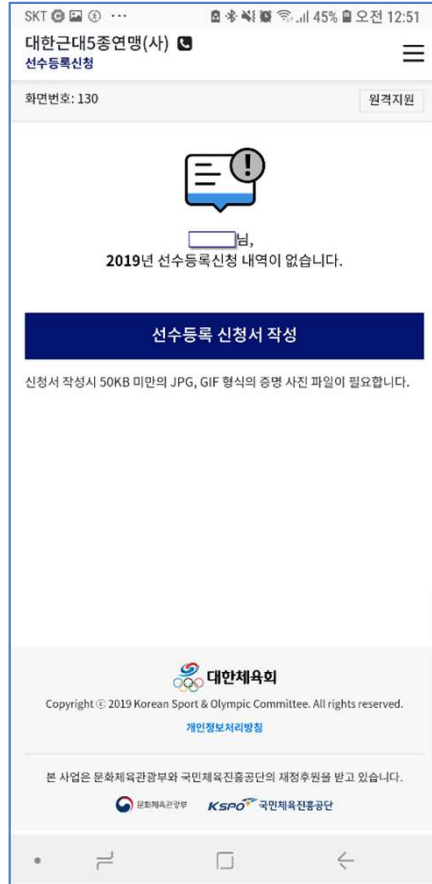 SKT ... 45% 오전 12:51
대한근대5종연맹(사)
선수등록신청
화면번호: 130
원격지원
님,
2019년 선수등록신청 내역이 없습니다.
선수등록 신청서 작성
신청서 작성시 50KB 미만의 JPG, GIF 형식의 증명 사진 파일이 필요합니다.
대한체육회
Copyright ⓒ 2019 Korean Sport & Olympic Committee. All rights reserved.
개인정보처리방침
본 사업은 문화체육관광부와 국민체육진흥공단의 재정후원을 받고 있습니다.
문화체육관광부 KSPO 국민체육진흥공단